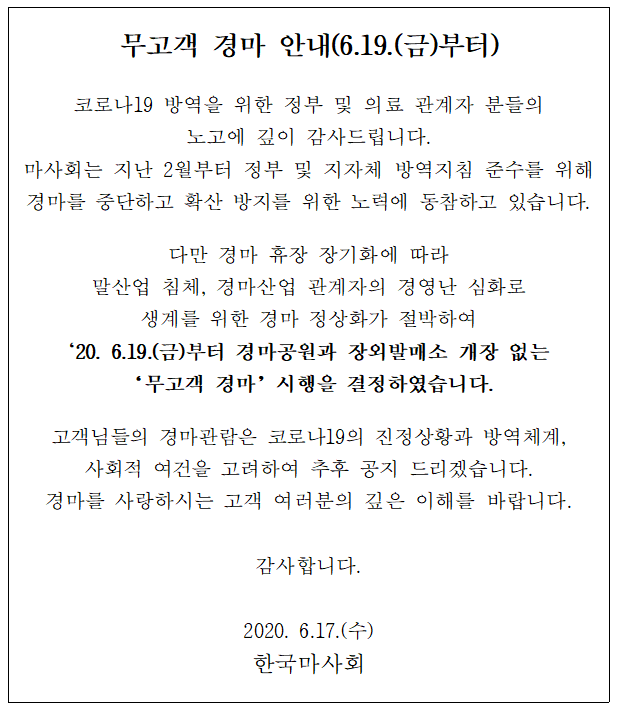 무고객 경마 안내(6.19.(금)부터)
코로나19 방역을 위한 정부 및 의료 관계자 분들의
노고에 깊이 감사드립니다.
마사회는 지난 2월부터 정부 및 지자체 방역지침 준수를 위해
경마를 중단하고 확산 방지를 위한 노력에 동참하고 있습니다.
다만 경마 휴장 장기화에 따라
말산업 침체, 경마산업 관계자의 경영난 심화로
생계를 위한 경마 정상화가 절박하여
‘20. 6.19.(금)부터 경마공원과 장외발매소 개장 없는
‘무고객 경마’ 시행을 결정하였습니다.
고객님들의 경마관람은 코로나19의 진정상황과 방역체계,
사회적 여건을 고려하여 추후 공지 드리겠습니다.
경마를 사랑하시는 고객 여러분의 깊은 이해를 바랍니다.
감사합니다.
2020. 6.17.(수)
한국마사회